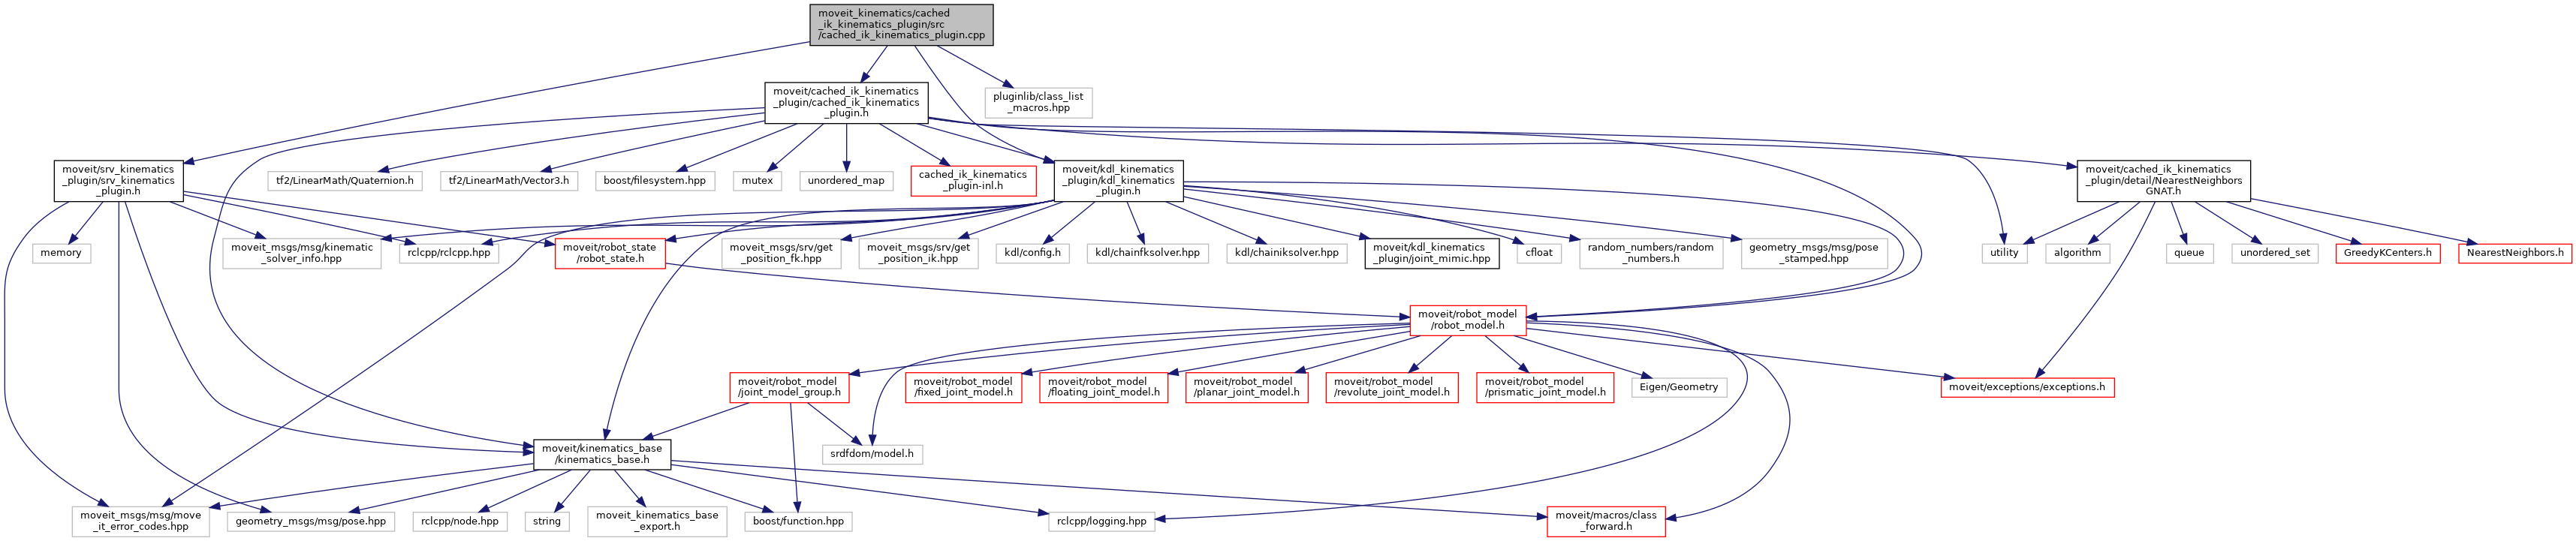 moveit_kinematics/cached
_ik_kinematics_plugin/src
/cached_ik_kinematics_plugin.cpp
moveit/cached_ik_kinematics
_plugin/cached_ik_kinematics
_plugin.h
pluginlib/class_list
_macros.hpp
moveit/srv_kinematics
_plugin/srv_kinematics
_plugin.h
tf2/LinearMath/Quaternion.h
tf2/LinearMath/Vector3.h
boost/filesystem.hpp
mutex
unordered_map
cached_ik_kinematics
_plugin-inl.h
moveit/kdl_kinematics
_plugin/kdl_kinematics
_plugin.h
moveit/cached_ik_kinematics
_plugin/detail/NearestNeighbors
GNAT.h
memory
moveit_msgs/msg/kinematic
_solver_info.hpp
rclcpp/rclcpp.hpp
moveit/robot_state
/robot_state.h
moveit_msgs/srv/get
_position_fk.hpp
moveit_msgs/srv/get
_position_ik.hpp
kdl/config.h
kdl/chainfksolver.hpp
kdl/chainiksolver.hpp
moveit/kdl_kinematics
_plugin/joint_mimic.hpp
cfloat
random_numbers/random
_numbers.h
geometry_msgs/msg/pose
_stamped.hpp
utility
algorithm
queue
unordered_set
GreedyKCenters.h
NearestNeighbors.h
moveit/robot_model
/robot_model.h
moveit/robot_model
/joint_model_group.h
moveit/robot_model
/fixed_joint_model.h
moveit/robot_model
/floating_joint_model.h
moveit/robot_model
/planar_joint_model.h
moveit/robot_model
/revolute_joint_model.h
moveit/robot_model
/prismatic_joint_model.h
Eigen/Geometry
moveit/exceptions/exceptions.h
moveit/kinematics_base
/kinematics_base.h
srdfdom/model.h
moveit_msgs/msg/move
_it_error_codes.hpp
geometry_msgs/msg/pose.hpp
rclcpp/node.hpp
string
moveit_kinematics_base
_export.h
boost/function.hpp
rclcpp/logging.hpp
moveit/macros/class
_forward.h